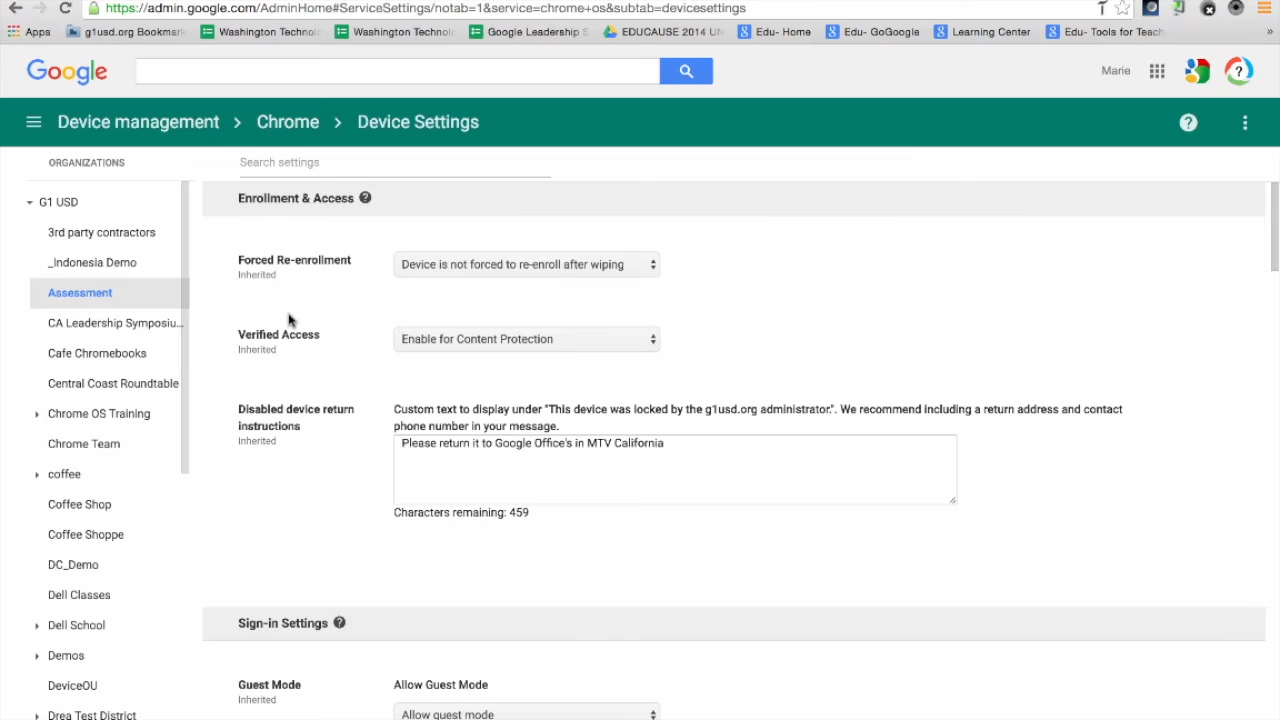 https://admin.google.com/AdminHome#ServiceSettings/notab=1&service=chrome+os&subtab=devicesettings
Apps
g1usd.org Bookmark
Washington Technol
Washington Technol
Google Leadership S
EDUCAUSE 2014 UN
Edu- Home
Edu- GoGoogle
Learning Center
Edu- Tools for Teach
»
Google
Marie
Device management > Chrome > Device Settings
ORGANIZATIONS
Search settings
G1 USD
3rd party contractors
_Indonesia Demo
Assessment
CA Leadership Symposiu...
Cafe Chromebooks
Central Coast Roundtable
Chrome OS Training
Chrome Team
coffee
Coffee Shop
Coffee Shoppe
DC_Demo
Dell Classes
Dell School
Demos
DeviceOU
Drea Test District
Enrollment & Access
Forced Re-enrollment
Inherited
Device is not forced to re-enroll after wiping
Verified Access
Inherited
Enable for Content Protection
Disabled device return
instructions
Inherited
Custom text to display under "This device was locked by the g1usd.org administrator.". We recommend including a return address and contact
phone number in your message.
Please return it to Google Office's in MTV California
Characters remaining: 459
Sign-in Settings
Guest Mode
Inherited
Allow Guest Mode
Allow guest mode